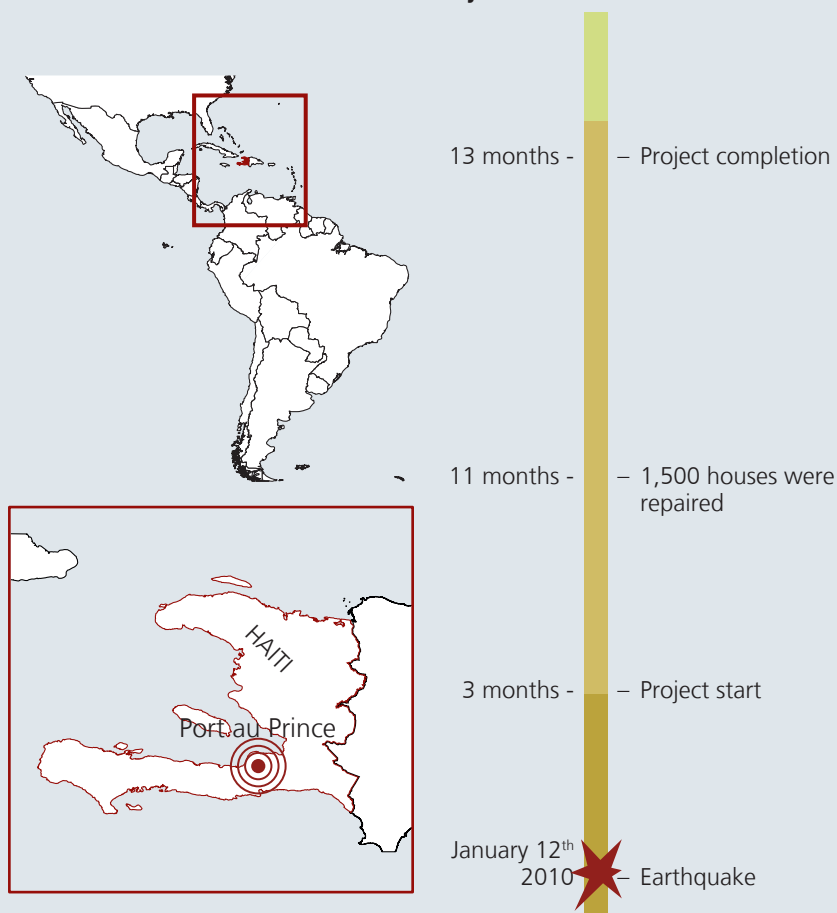 13 months - – Project completion
11 months - – 1,500 houses were
repaired
HAITI
3 months - – Project start
Port au Prince
January 12th
2010 – Earthquake